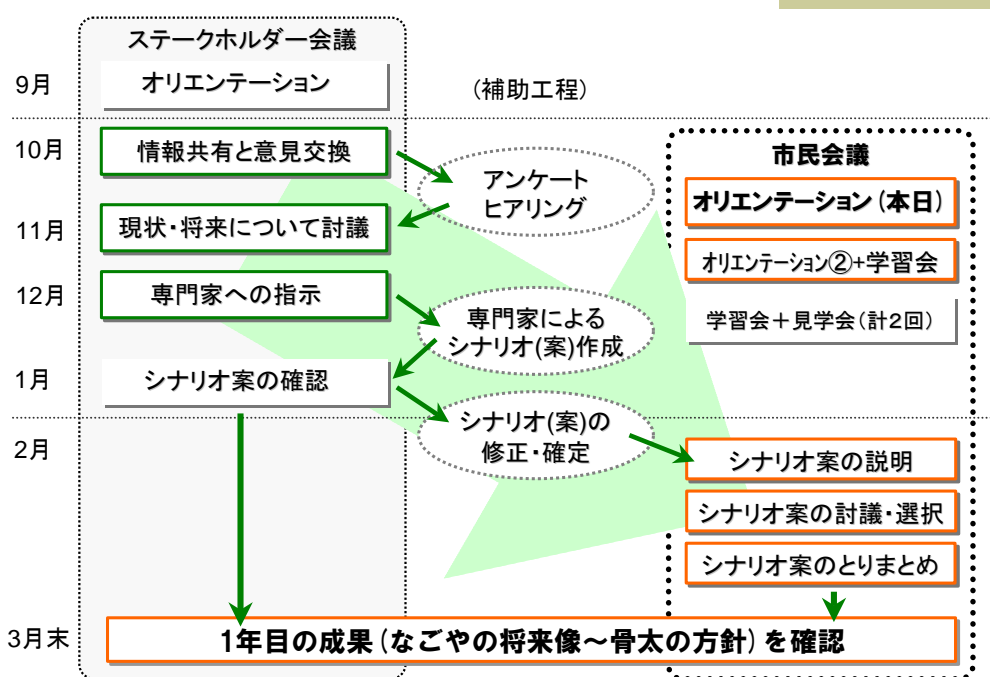 ステークホルダー会議
9月
オリエンテーション
(補助工程)
10月
情報共有と意見交換
アンケート
ヒアリング
市民会議
オリエンテーション(本日)
11月
現状・将来について討議
オリエンテーション②+学習会
12月
専門家への指示
専門家による
シナリオ(案)作成
学習会+見学会(計2回)
1月
シナリオ案の確認
シナリオ(案)の
修正・確定
2月
シナリオ案の説明
シナリオ案の討議・選択
シナリオ案のとりまとめ
3月末
1年目の成果(なごやの将来像～骨太の方針)を確認